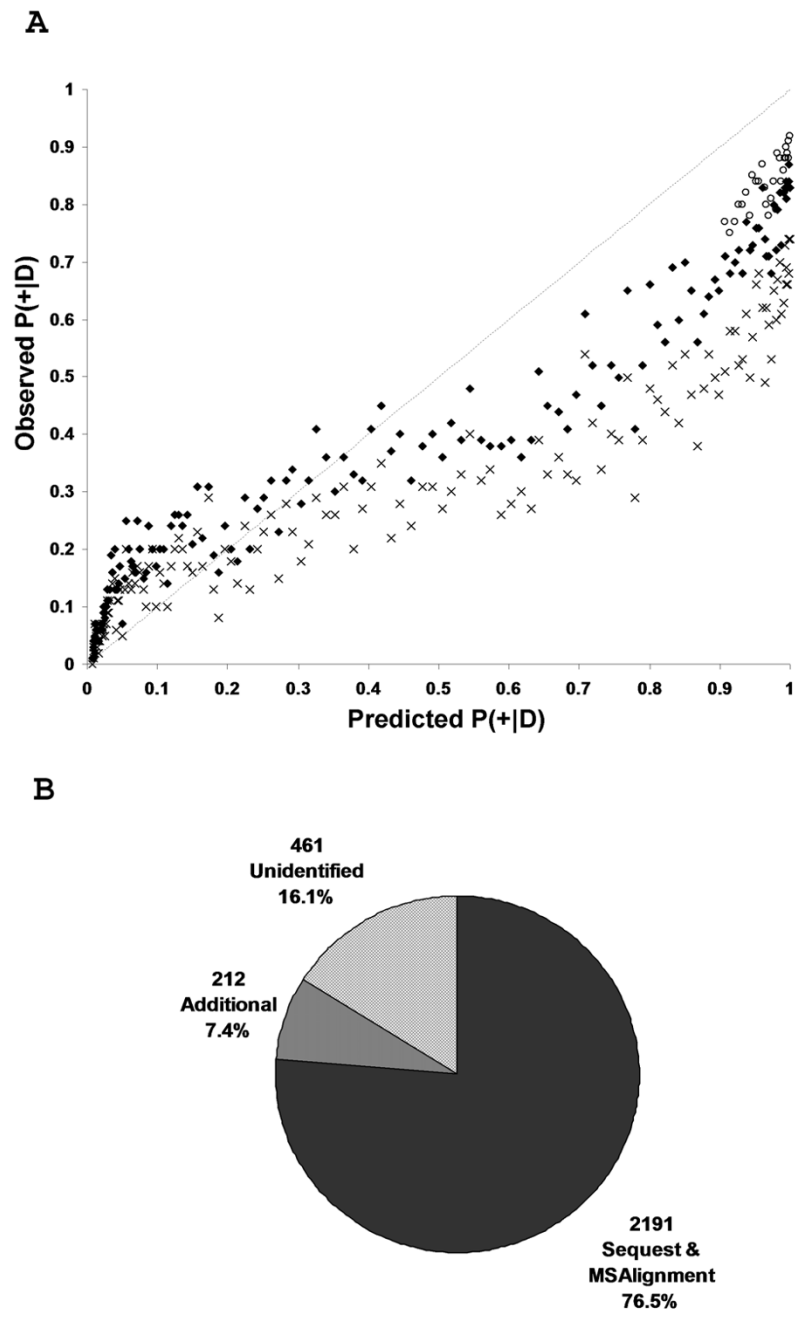 A
1
0.9
0.8
0.7
0.6
0.5
0.4
0.3
0.2
0.1
0
Observed P(+|D)
0 0.1 0.2 0.3 0.4 0.5 0.6 0.7 0.8 0.9 1
Predicted P(+|D)
B
461
Unidentified
16.1%
212
Additional
7.4%
2191
Sequest &
MSAlignment
76.5%